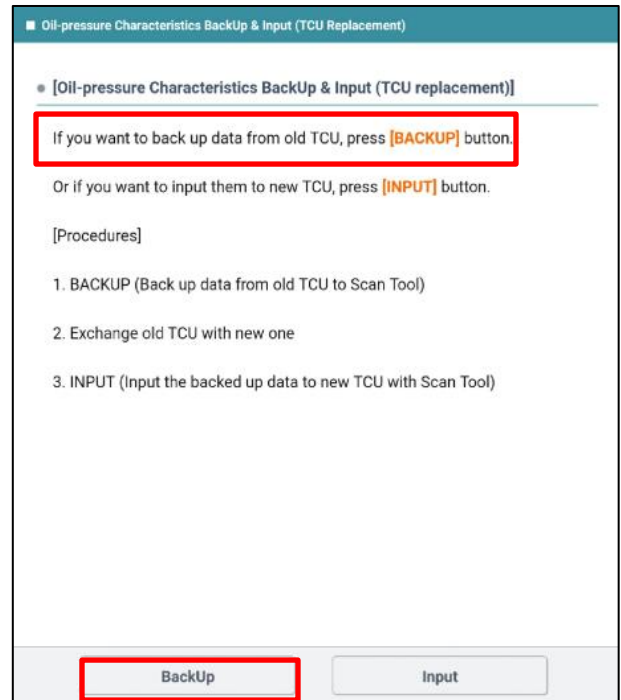 Oil-pressure Characteristics BackUp & Input (TCU Replacement)
[Oil-pressure Characteristics BackUp & Input (TCU replacement)]
If you want to back up data from old TCU, press [BACKUP] button.
Or if you want to input them to new TCU, press [INPUT] button.
[Procedures]
1. BACKUP (Back up data from old TCU to Scan Tool)
2. Exchange old TCU with new one
3. INPUT (Input the backed up data to new TCU with Scan Tool)
BackUp Input